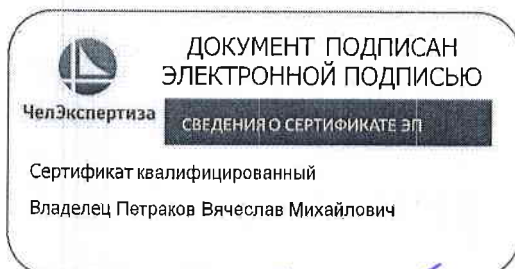 ДОКУМЕНТ ПОДПИСАН
ЭЛЕКТРОННОЙ ПОДПИСЬЮ
ЧелЭкспертиза
СВЕДЕНИЯ О СЕРТИФИКАТЕ ЭП
Сертификат квалифицированный
Владелец Петраков Вячеслав Михайлович